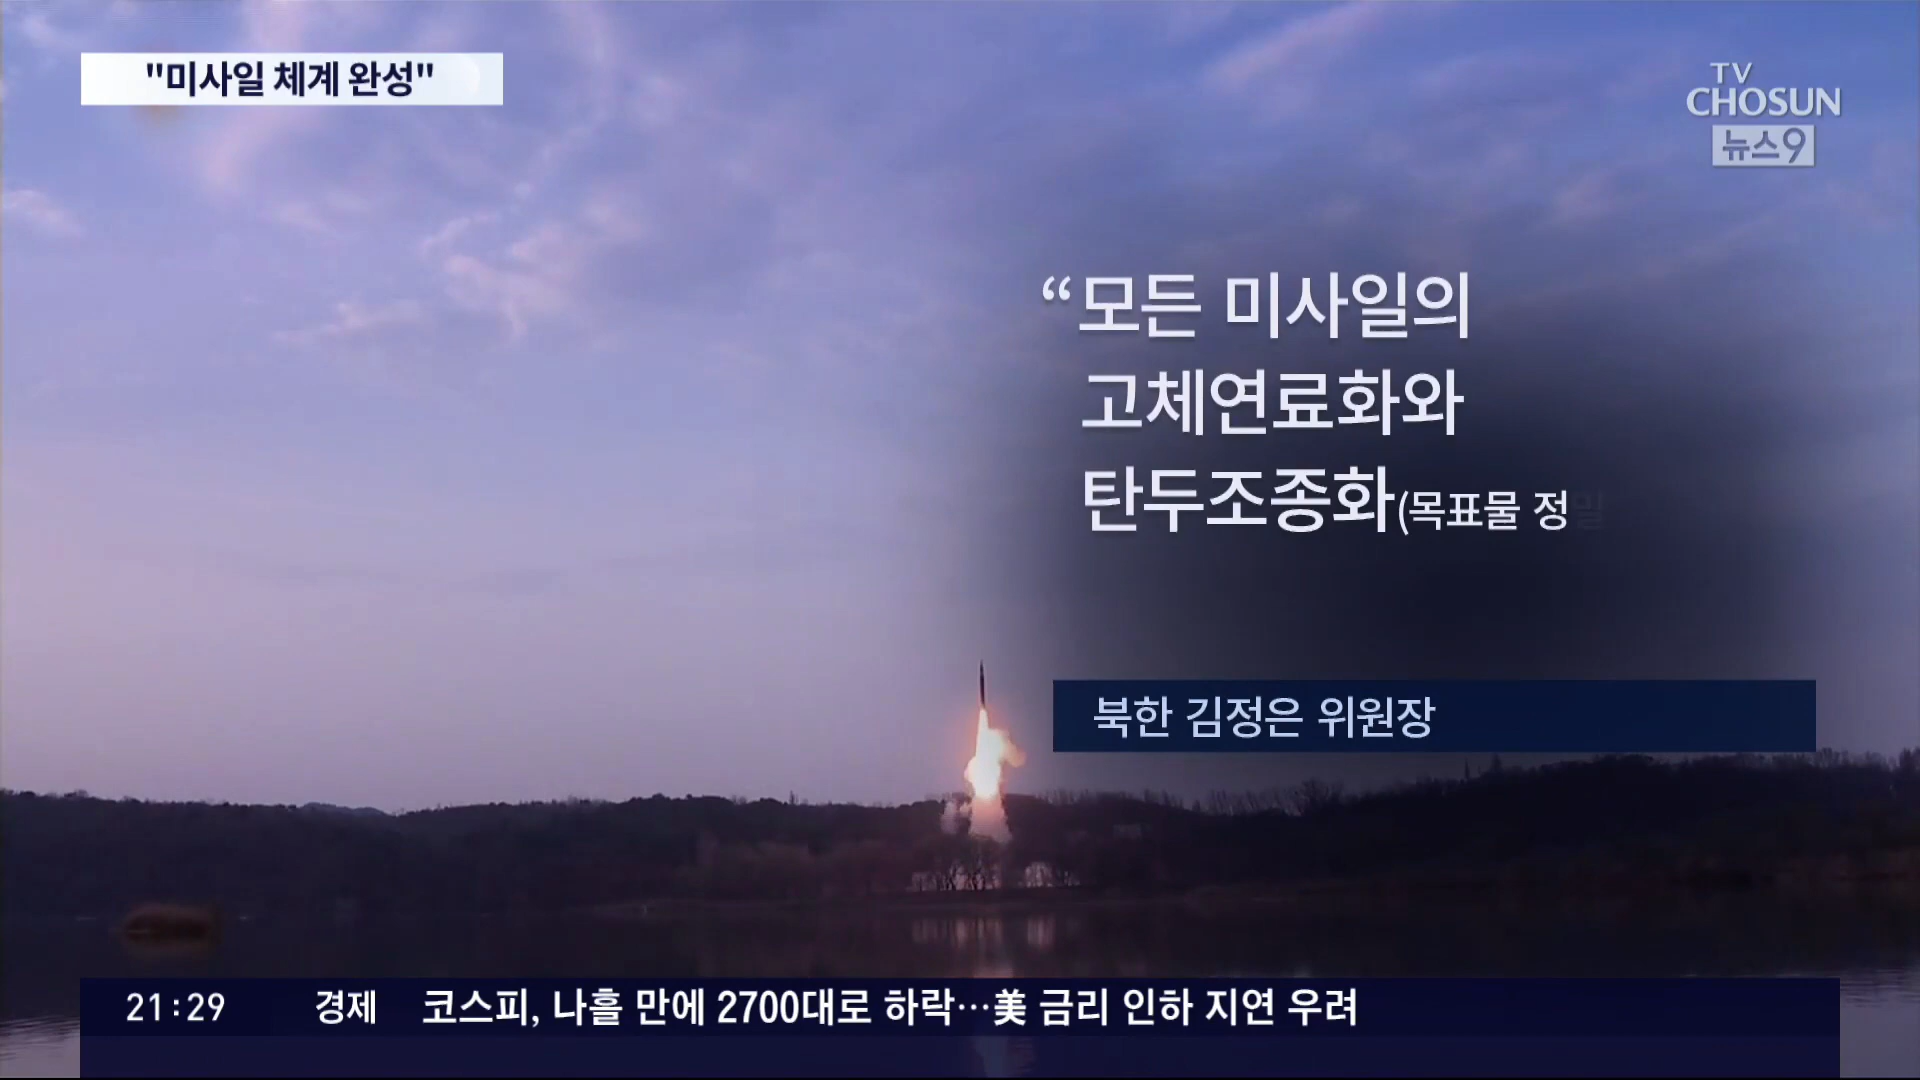 "미사일 체계 완성"
TV
CHOSUN
뉴스9
“모든 미사일의
고체연료화와
탄두조종화(목표물 정밀
북한 김정은 위원장
21:29 경제 코스피, 나흘 만에 2700대로 하락…美 금리 인하 지연 우려